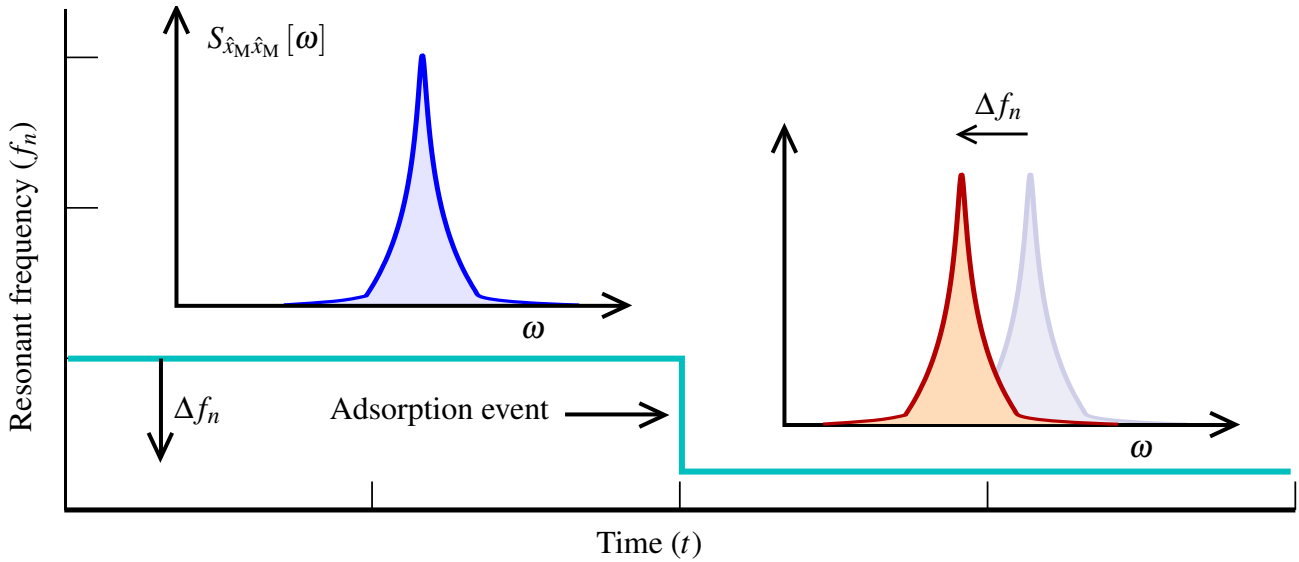 S_{x̂_M x̂_M}[ω]
Δf_n
Resonant frequency (f_n)
ω
Δf_n
Adsorption event
ω
Time (t)